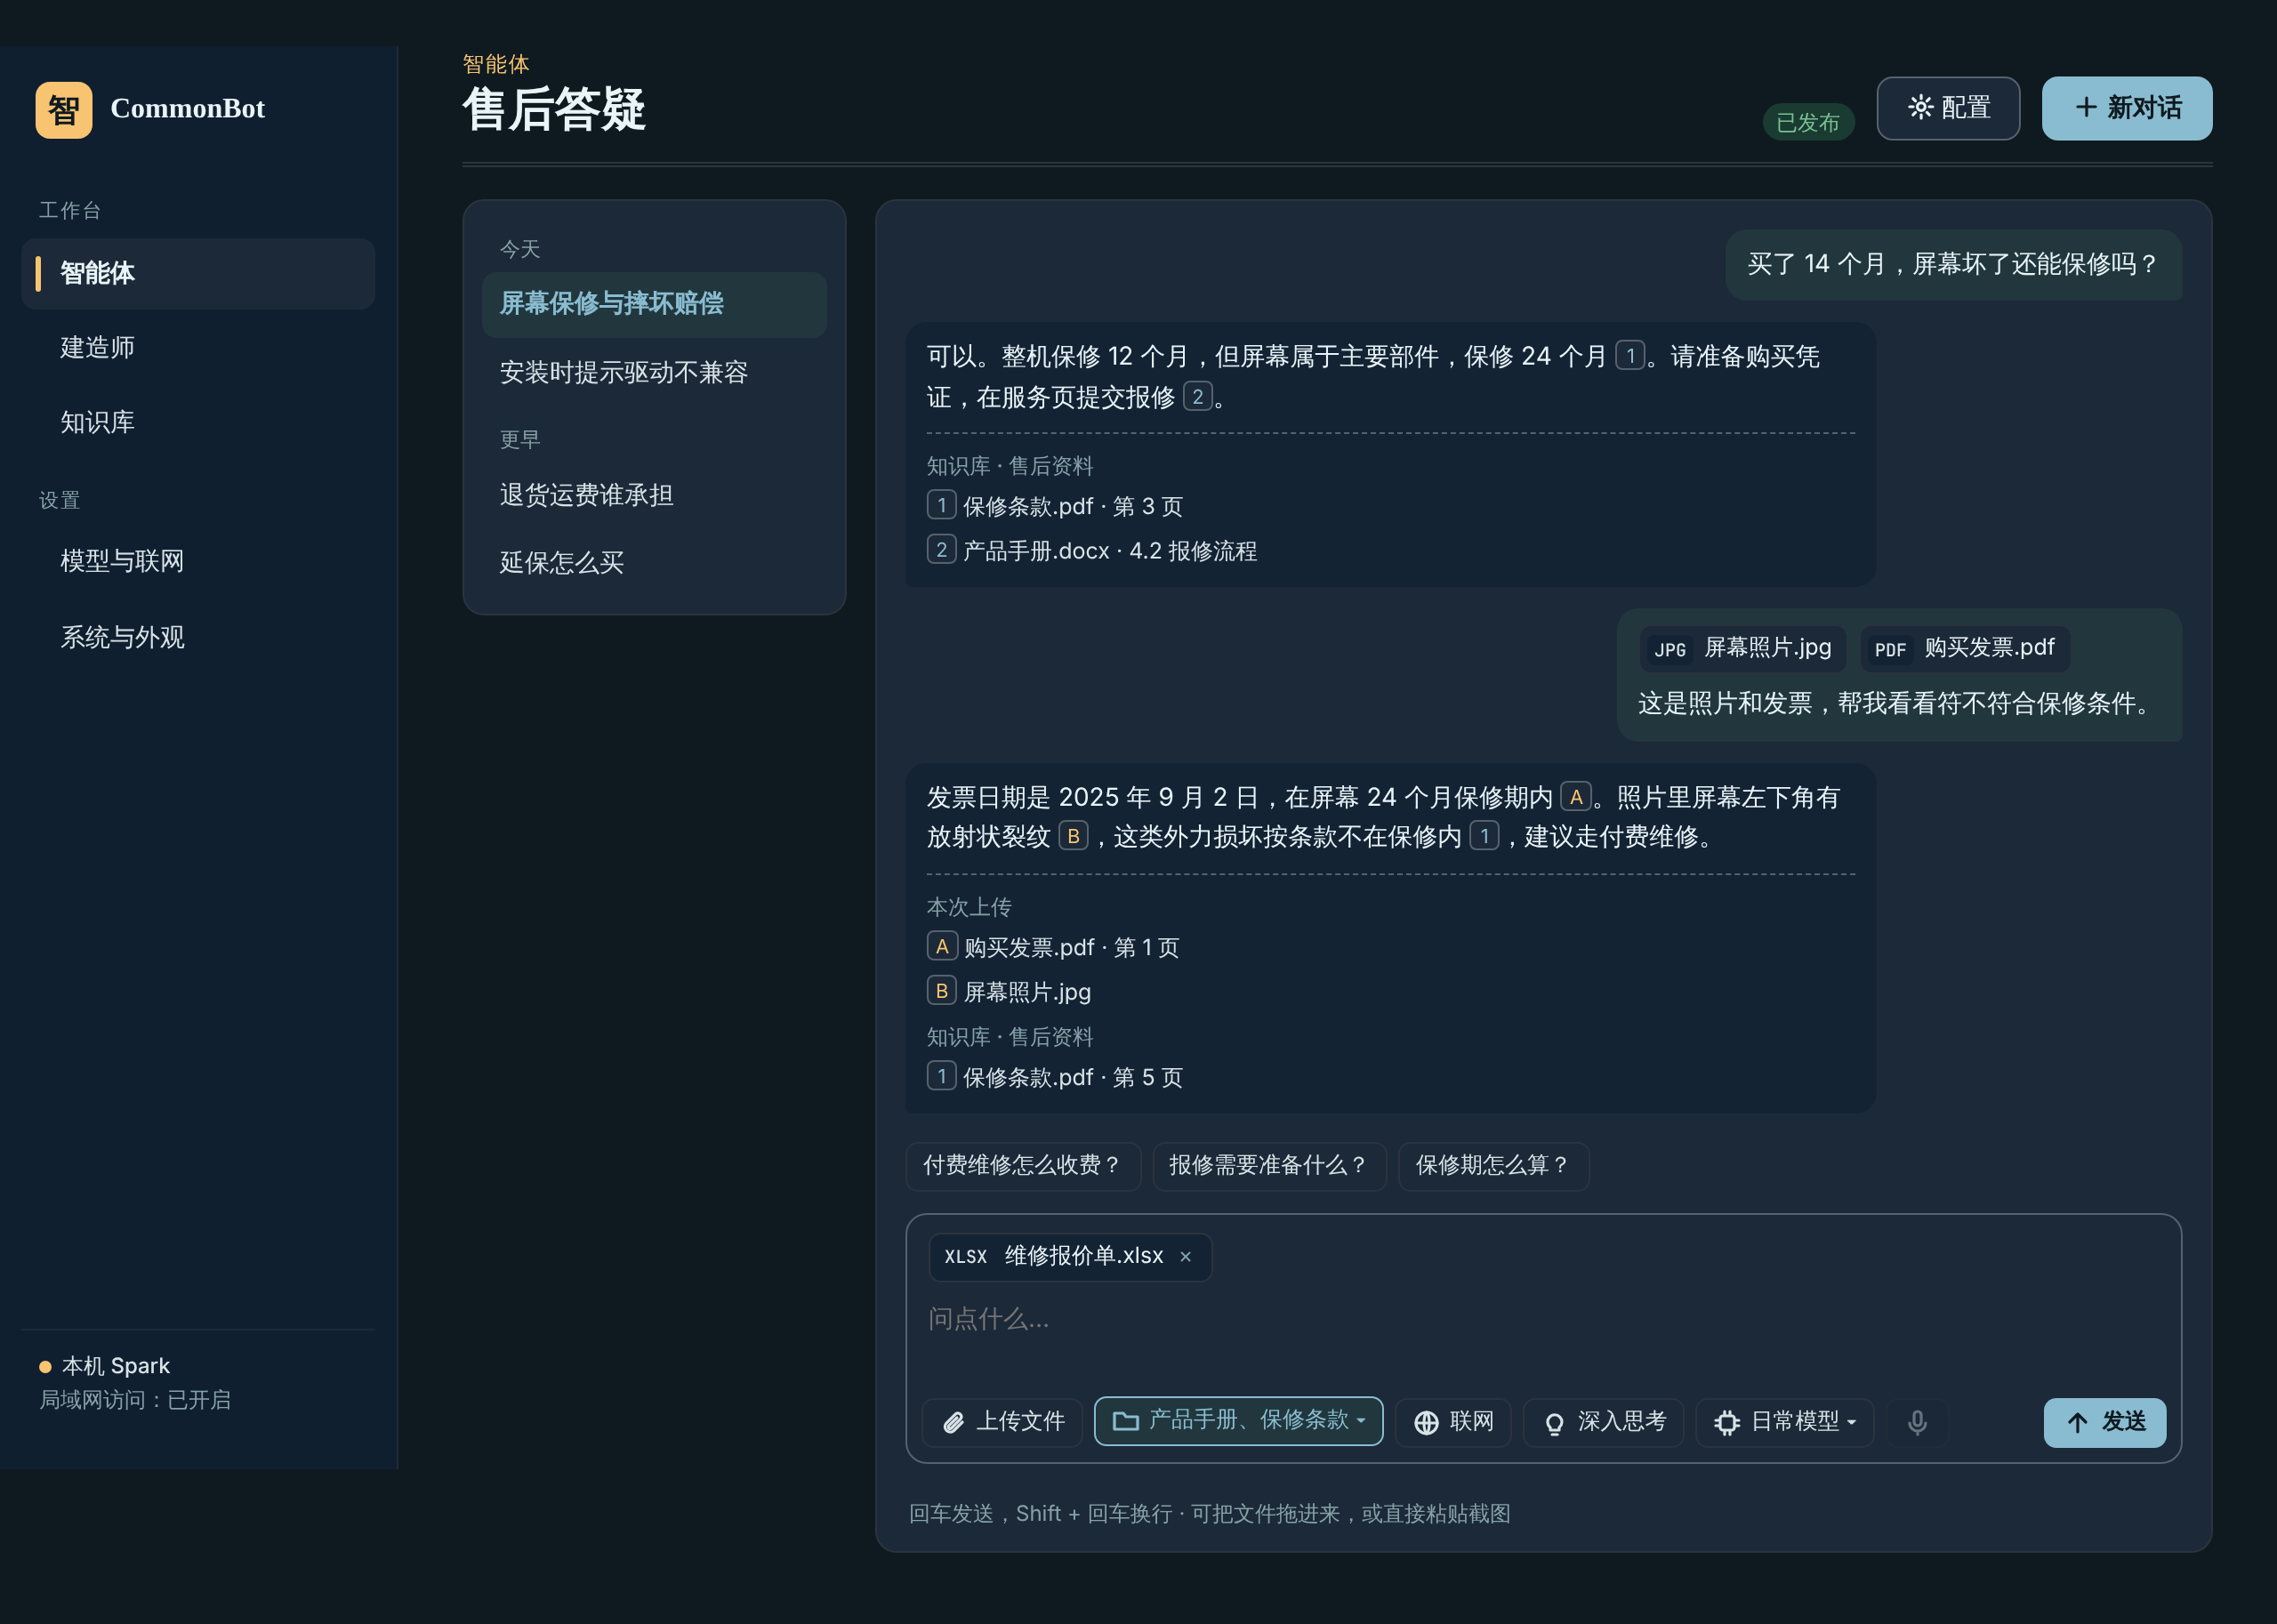 智 CommonBot
工作台
智能体
建造师
知识库
设置
模型与联网
系统与外观
本机 Spark
局域网访问：已开启
智能体
售后答疑
已发布
配置
新对话
今天
屏幕保修与摔坏赔偿
安装时提示驱动不兼容
更早
退货运费谁承担
延保怎么买
买了 14 个月，屏幕坏了还能保修吗？
可以。整机保修 12 个月，但屏幕属于主要部件，保修 24 个月 1。请准备购买凭
证，在服务页提交报修 2。
知识库 · 售后资料
1 保修条款.pdf · 第 3 页
2 产品手册.docx · 4.2 报修流程
JPG 屏幕照片.jpg PDF 购买发票.pdf
这是照片和发票，帮我看看符不符合保修条件。
发票日期是 2025 年 9 月 2 日，在屏幕 24 个月保修期内 A。照片里屏幕左下角有
放射状裂纹 B，这类外力损坏按条款不在保修内 1，建议走付费维修。
本次上传
A 购买发票.pdf · 第 1 页
B 屏幕照片.jpg
知识库 · 售后资料
1 保修条款.pdf · 第 5 页
付费维修怎么收费？ 报修需要准备什么？ 保修期怎么算？
XLSX 维修报价单.xlsx ×
问点什么...
上传文件 产品手册、保修条款 联网 深入思考 日常模型 发送
回车发送，Shift + 回车换行 · 可把文件拖进来，或直接粘贴截图